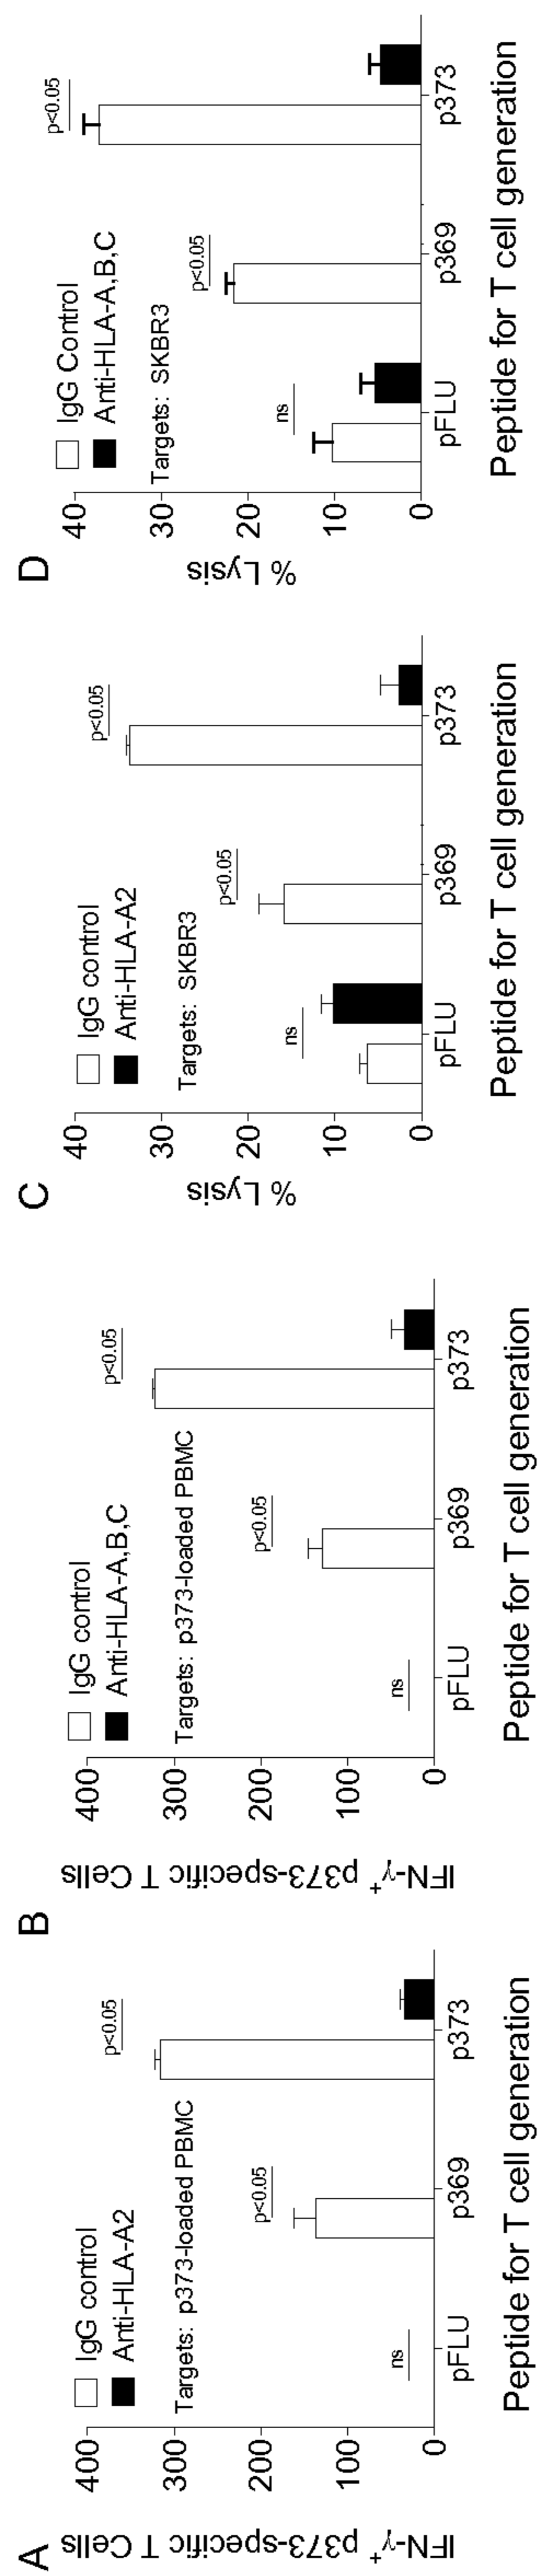 A
IFN-γ+ p373-specific T Cells
400
300
200
100
0
IgG control
Anti-HLA-A2
Targets: p373-loaded PBMC
ns
p<0.05
p<0.05
pFLU
p369
p373
Peptide for T cell generation
B
IFN-γ+ p373-specific T Cells
400
300
200
100
0
IgG control
Anti-HLA-A,B,C
Targets: p373-loaded PBMC
ns
p<0.05
p<0.05
pFLU
p369
p373
Peptide for T cell generation
C
% Lysis
40
30
20
10
0
IgG control
Anti-HLA-A2
Targets: SKBR3
ns
p<0.05
p<0.05
pFLU
p369
p373
Peptide for T cell generation
D
% Lysis
40
30
20
10
0
IgG Control
Anti-HLA-A,B,C
Targets: SKBR3
ns
p<0.05
p<0.05
pFLU
p369
p373
Peptide for T cell generation